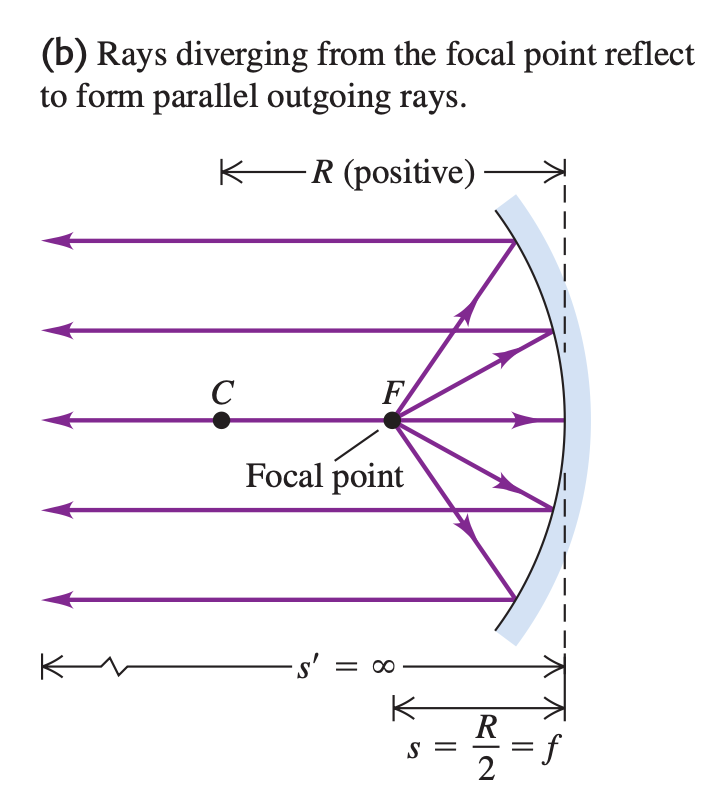 (b) Rays diverging from the focal point reflect
to form parallel outgoing rays.
R (positive)
C
F
Focal point
s′ = ∞
s = R/2 = f